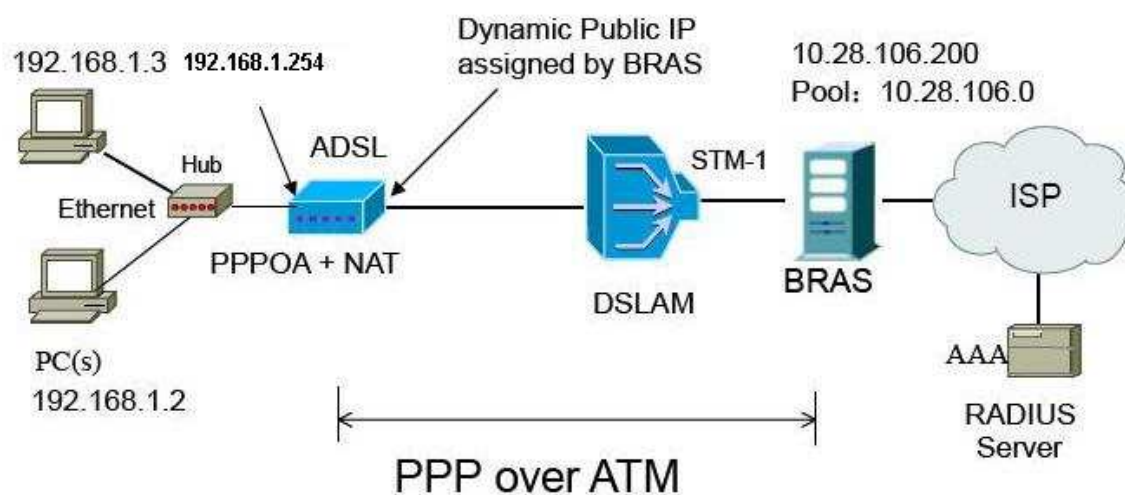 Dynamic Public IP
assigned by BRAS
192.168.1.3
192.168.1.254
10.28.106.200
Pool：10.28.106.0
Hub
ADSL
STM-1
ISP
Ethernet
PPPOA + NAT
DSLAM
BRAS
PC(s)
192.168.1.2
AAA
RADIUS
Server
PPP over ATM